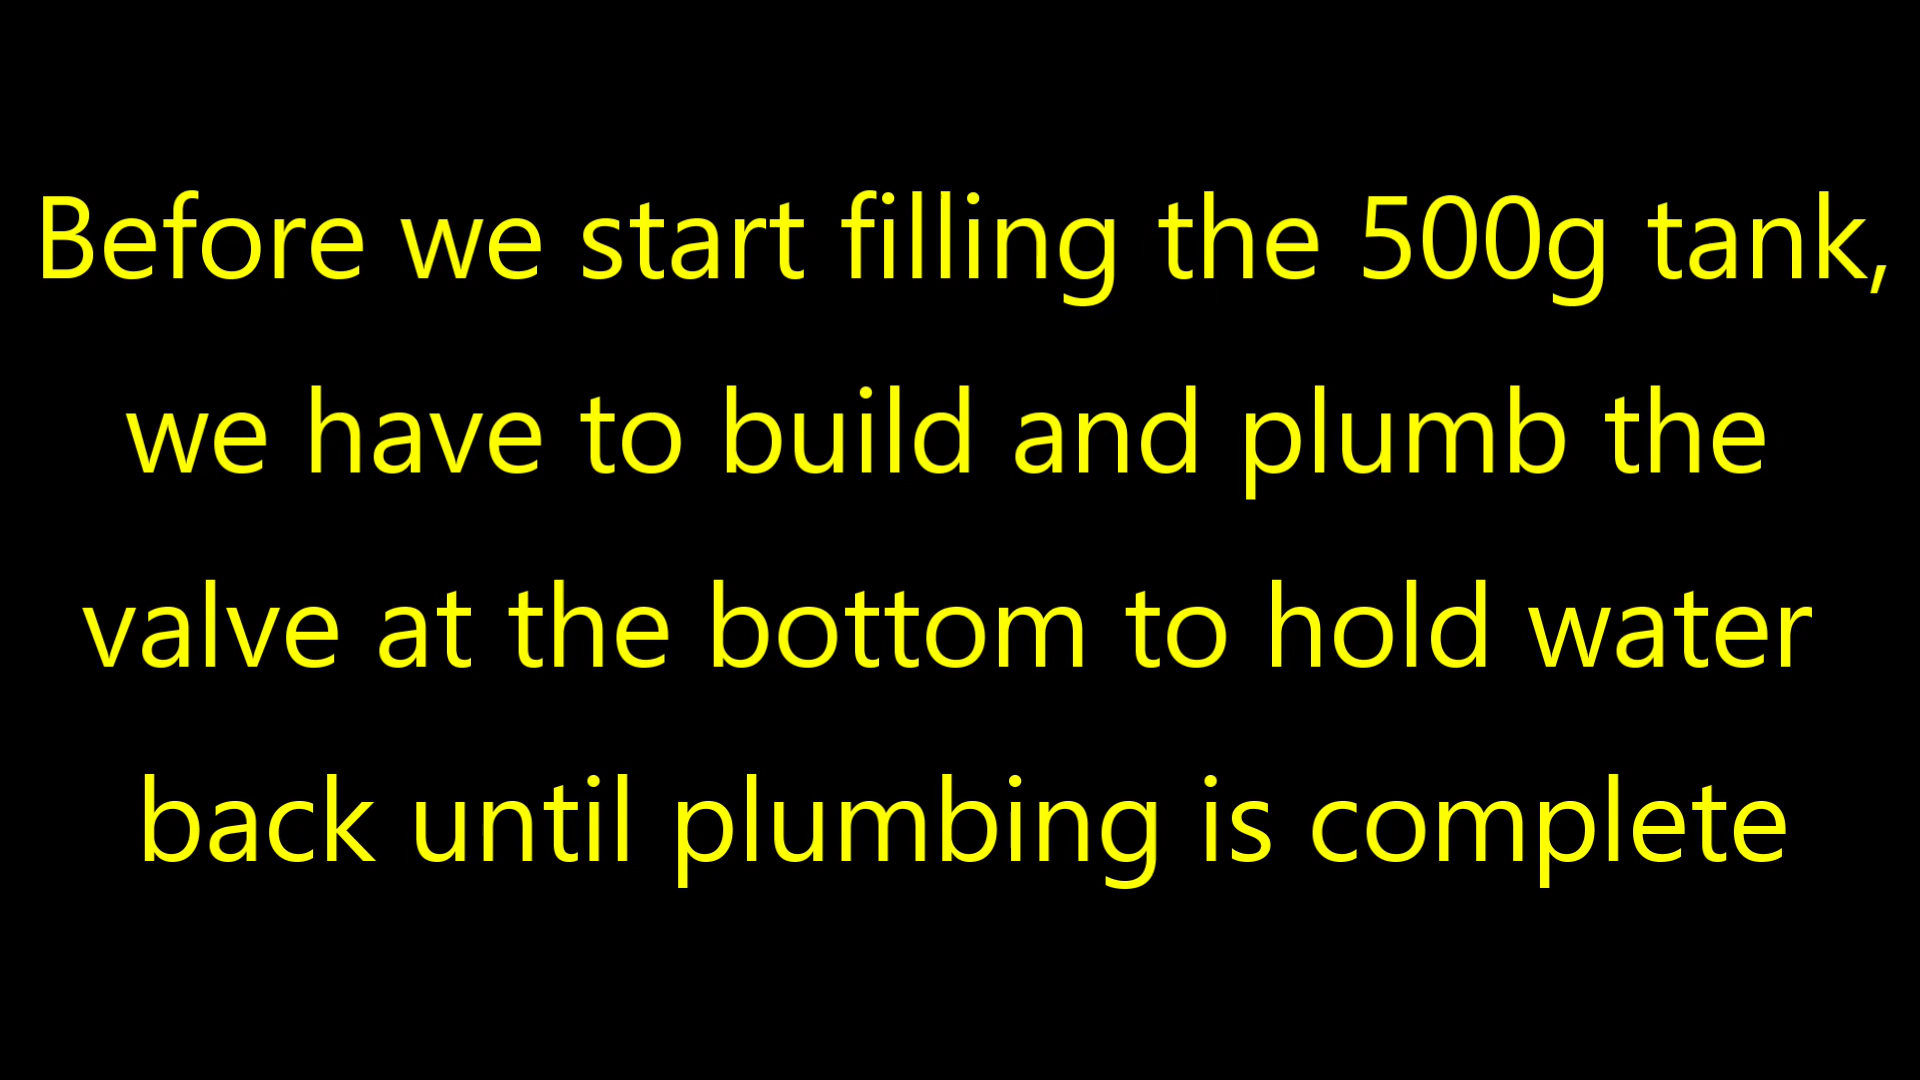 Before we start filling the 500g tank,
we have to build and plumb the
valve at the bottom to hold water
back until plumbing is complete